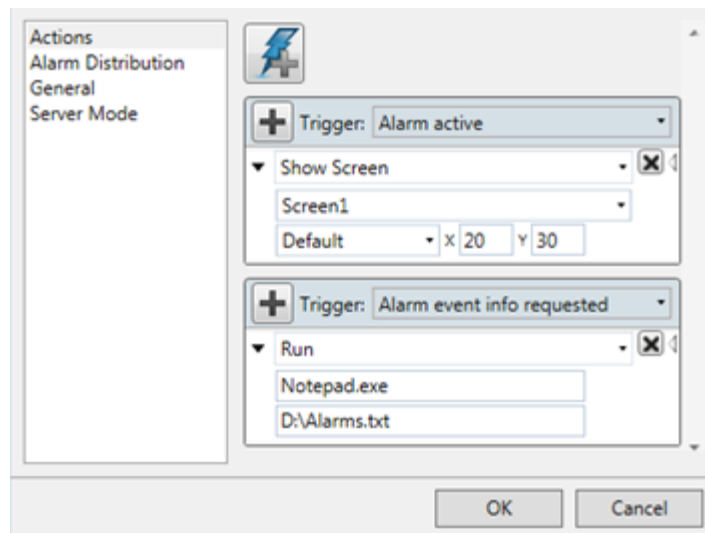 Actions
Alarm Distribution
General
Server Mode
Trigger: Alarm active
Show Screen
Screen1
Default X 20 Y 30
Trigger: Alarm event info requested
Run
Notepad.exe
D:\Alarms.txt
OK Cancel